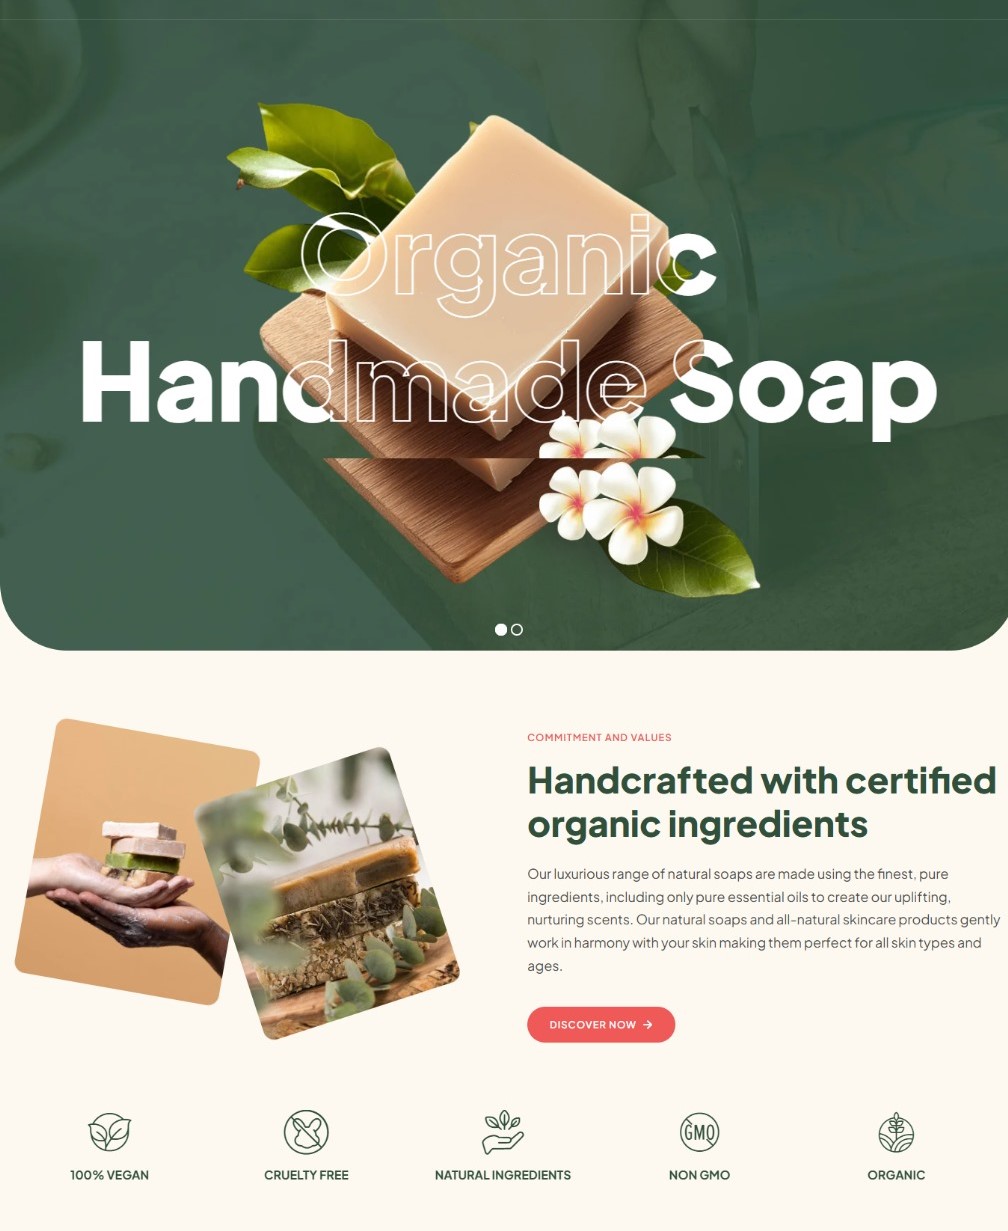 Organic
Handmade Soap
COMMITMENT AND VALUES
Handcrafted with certified
organic ingredients
Our luxurious range of natural soaps are made using the finest, pure
ingredients, including only pure essential oils to create our uplifting,
nurturing scents. Our natural soaps and all-natural skincare products gently
work in harmony with your skin making them perfect for all skin types and
ages.
DISCOVER NOW
GMO
100% VEGAN
CRUELTY FREE
NATURAL INGREDIENTS
NON GMO
ORGANIC